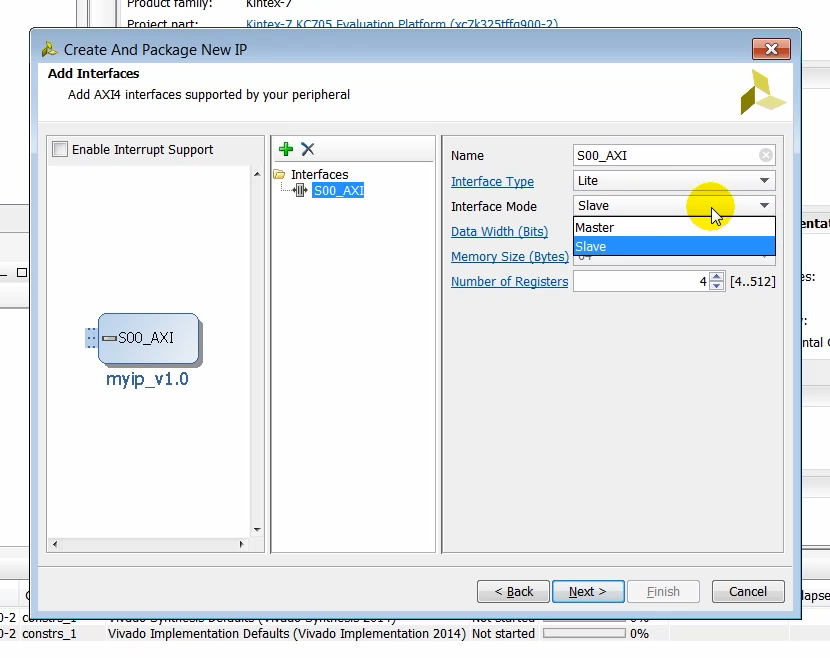 Product family: Kintex-7
Project part: Kintex-7 KC705 Evaluation Platform (xc7k325tffg900-2)
Create And Package New IP
Add Interfaces
Add AXI4 interfaces supported by your peripheral
Enable Interrupt Support
Interfaces
S00_AXI
Name S00_AXI
Interface Type Lite
Interface Mode Slave
Master
Slave
Data Width (Bits)
Memory Size (Bytes) 64
Number of Registers 4 [4..512]
S00_AXI
myip_v1.0
< Back Next > Finish Cancel
0-2 constrs_1 Vivado Synthesis Defaults (Vivado Synthesis 2014) Not started 0%
0-2 constrs_1 Vivado Implementation Defaults (Vivado Implementation 2014) Not started 0%